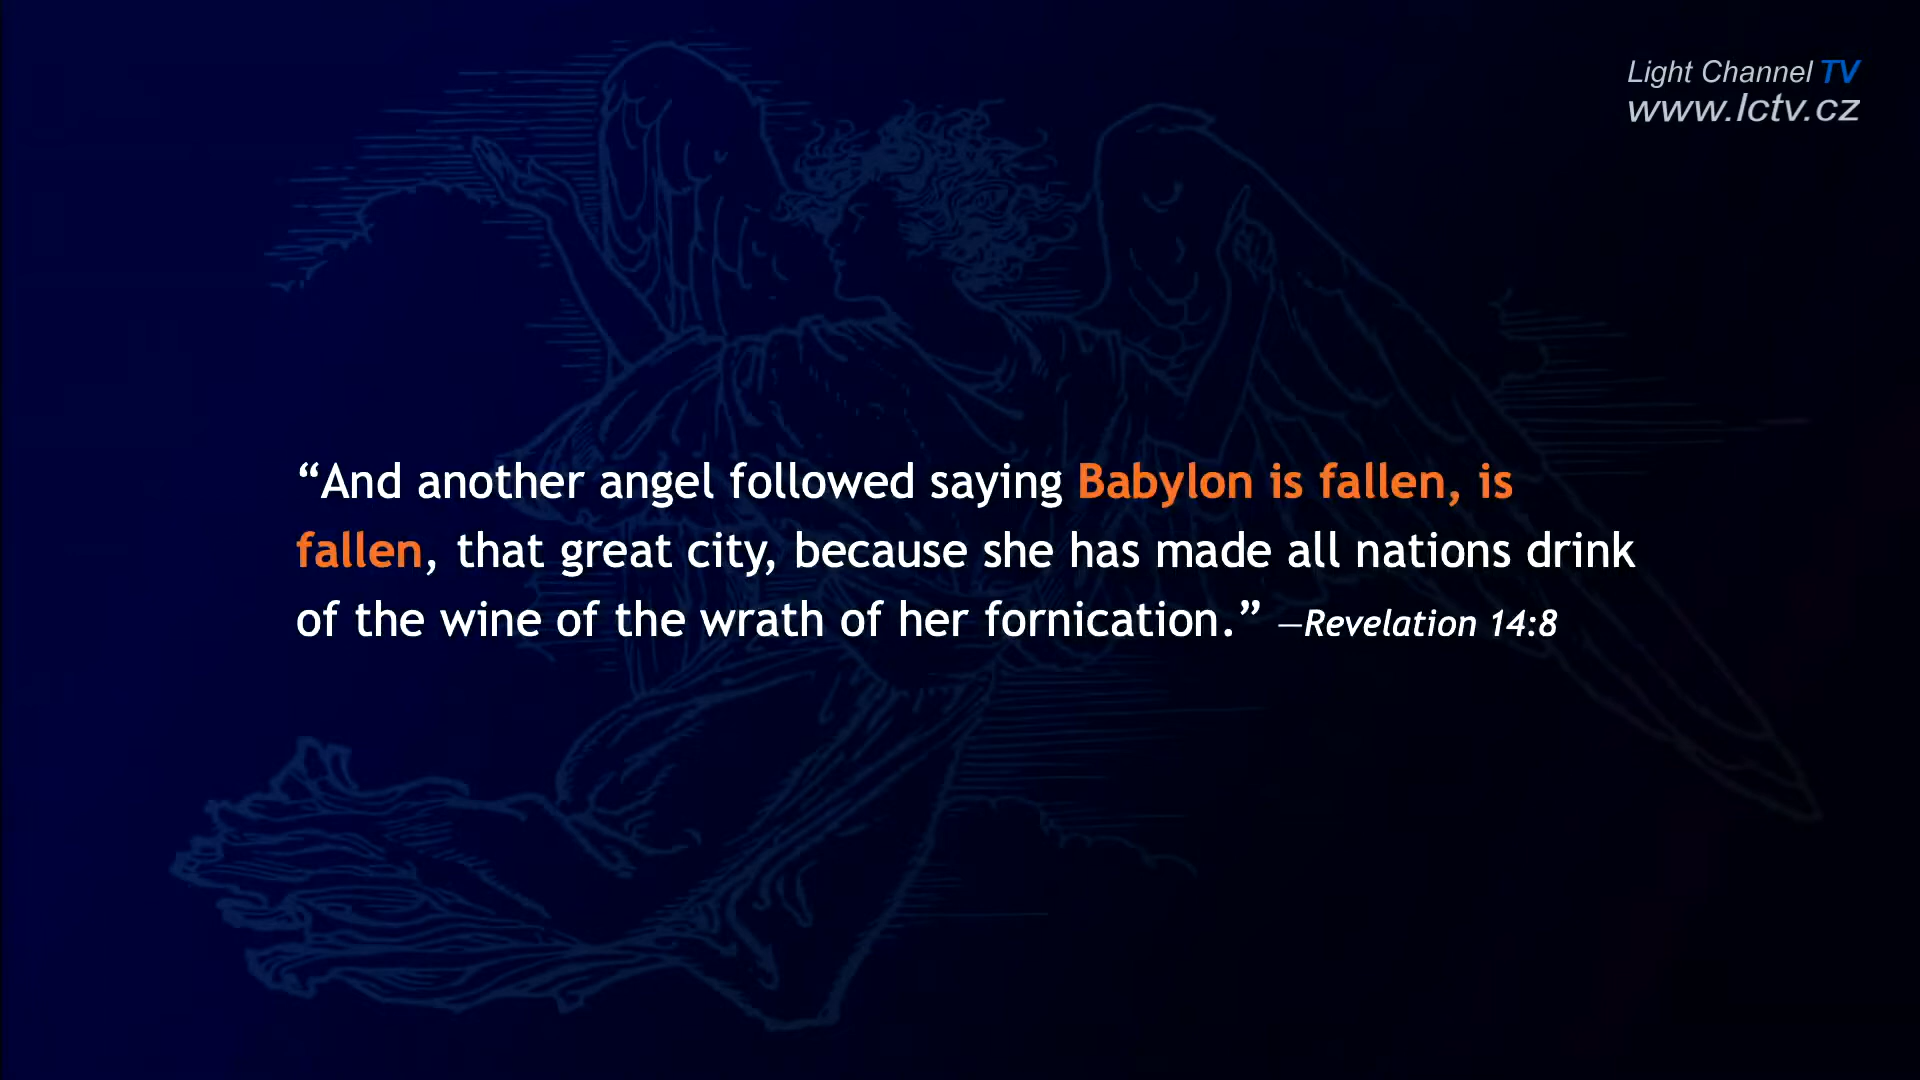 Light Channel TV
www.lctv.cz
“And another angel followed saying Babylon is fallen, is
fallen, that great city, because she has made all nations drink
of the wine of the wrath of her fornication.” —Revelation 14:8